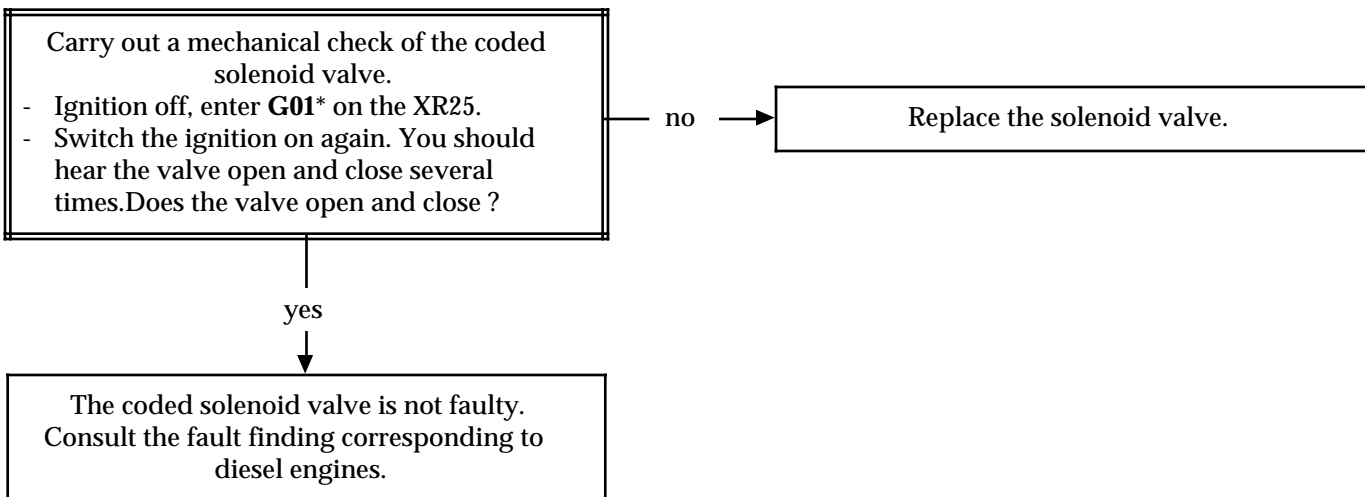 Carry out a mechanical check of the coded
solenoid valve.
- Ignition off, enter G01* on the XR25.
- Switch the ignition on again. You should
hear the valve open and close several
times.Does the valve open and close ?
no
Replace the solenoid valve.
yes
The coded solenoid valve is not faulty.
Consult the fault finding corresponding to
diesel engines.